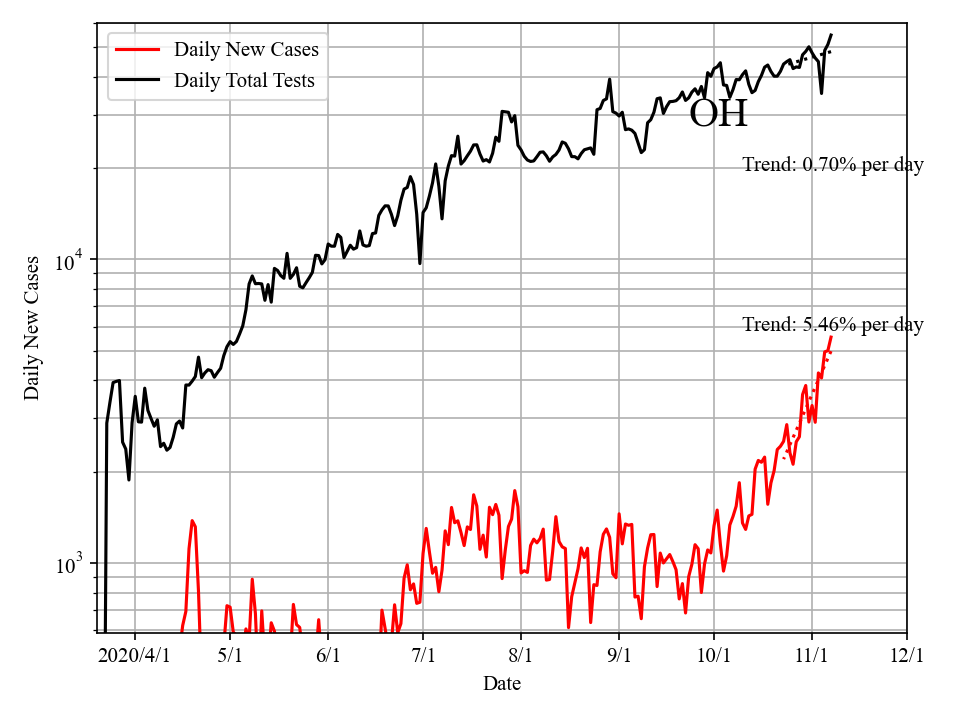 Daily New Cases
Daily Total Tests
OH
Trend: 0.70% per day
Trend: 5.46% per day
10^4
10^3
Daily New Cases
2020/4/1 5/1 6/1 7/1 8/1 9/1 10/1 11/1 12/1
Date